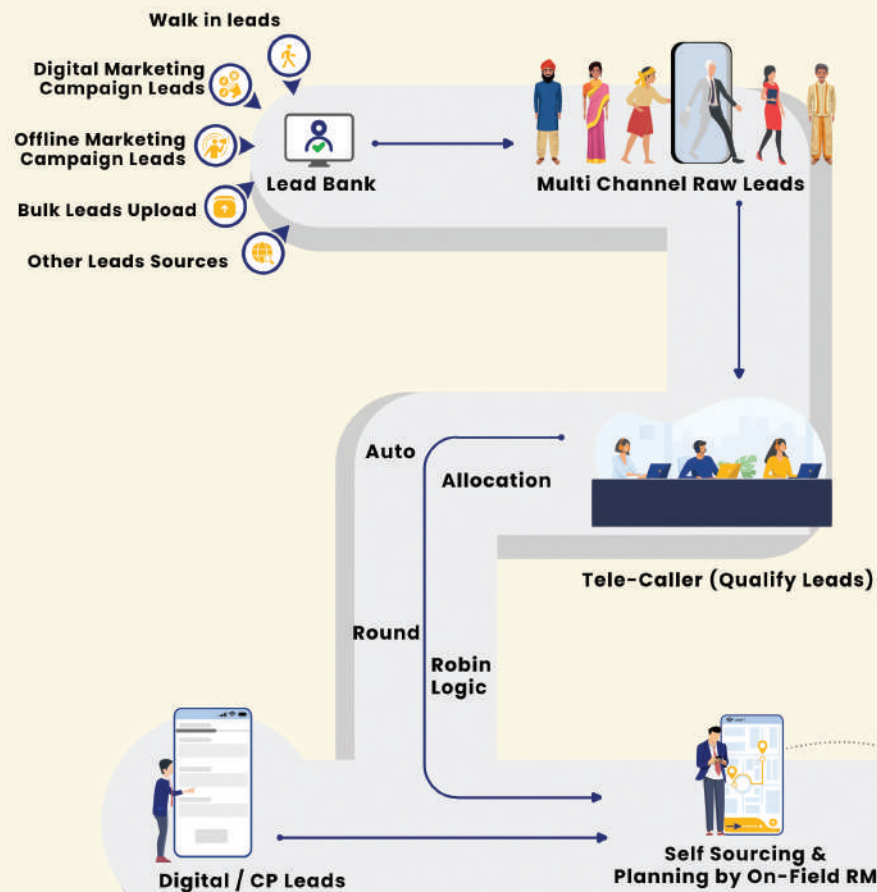 Walk in leads
Digital Marketing
Campaign Leads
Offline Marketing
Campaign Leads
Bulk Leads Upload
Other Leads Sources
Lead Bank
Multi Channel Raw Leads
Auto
Allocation
Tele-Caller (Qualify Leads)
Round
Robin
Logic
Digital / CP Leads
Self Sourcing &
Planning by On-Field RM